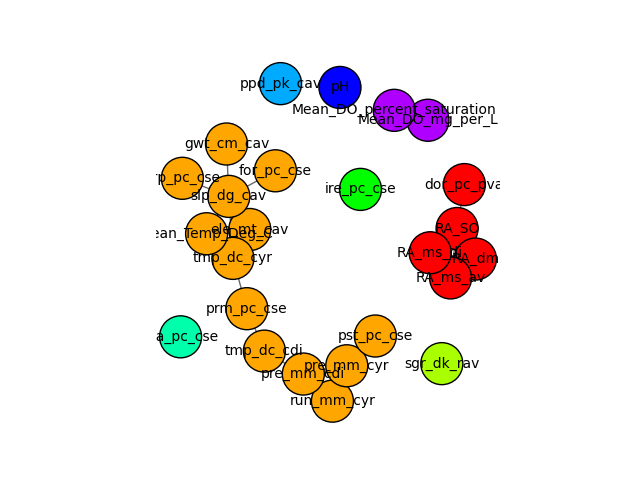 ppd_pk_cav
pH
Mean_DO_percent_saturation
Mean_DO_mg_per_L
gwt_cm_cav
for_pc_cse
rp_pc_cse
slp_dg_cav
ire_pc_cse
dor_pc_pva
RA_SO
ean_Temp_Deg_C
ele_mt_cav
tmp_dc_cyr
RA_dm
RA_ms_av
prm_pc_cse
a_pc_cse
pst_pc_cse
tmp_dc_cdi
pre_mm_cyr
sgr_dk_rav
pre_mm_cdi
run_mm_cyr